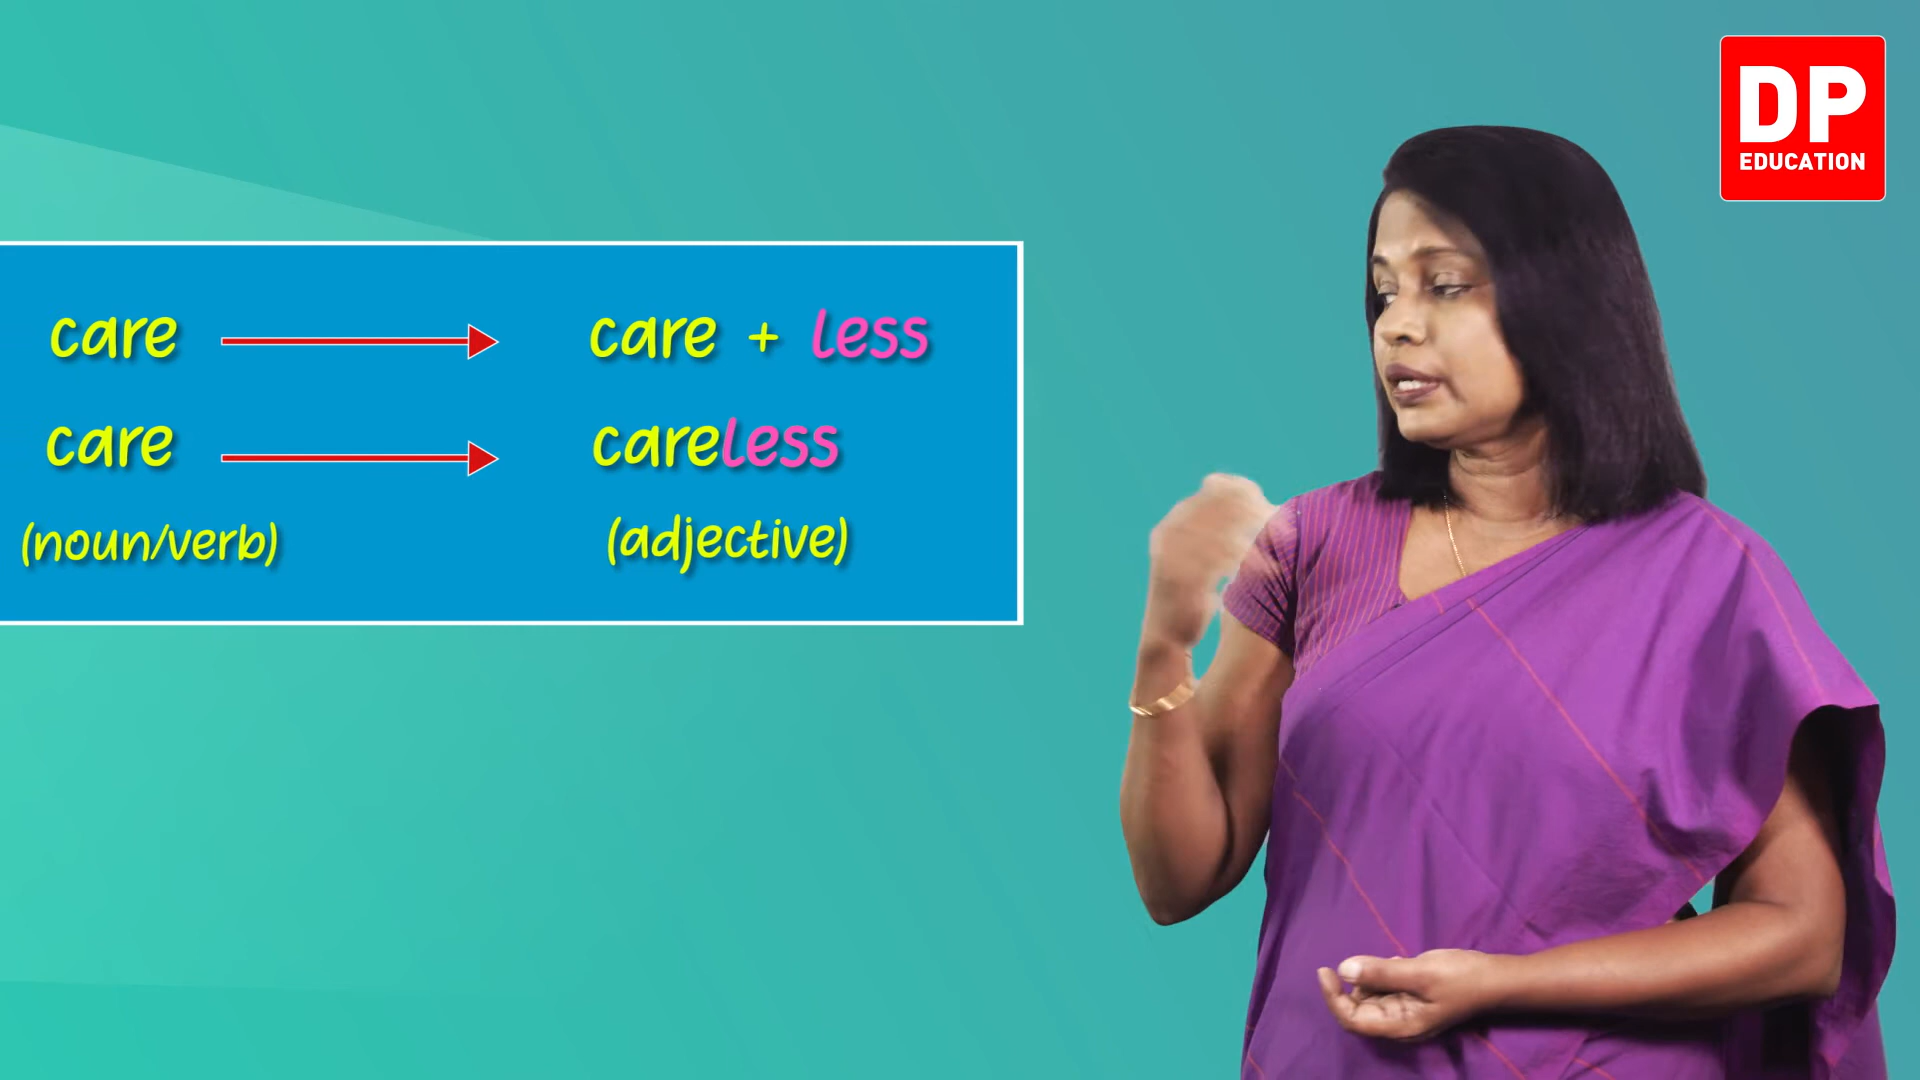 DP
EDUCATION
care → care + less
care → careless
(noun/verb) (adjective)